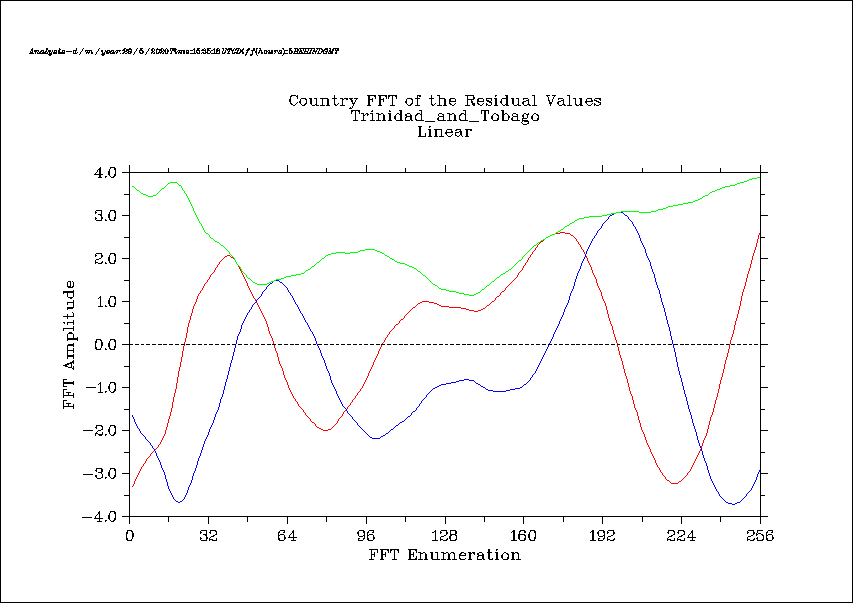 Country FFT of the Residual Values
Trinidad_and_Tobago
Linear
FFT Amplitude
4.0
3.0
2.0
1.0
0.0
−1.0
−2.0
−3.0
−4.0
0 32 64 96 128 160 192 224 256
FFT Enumeration